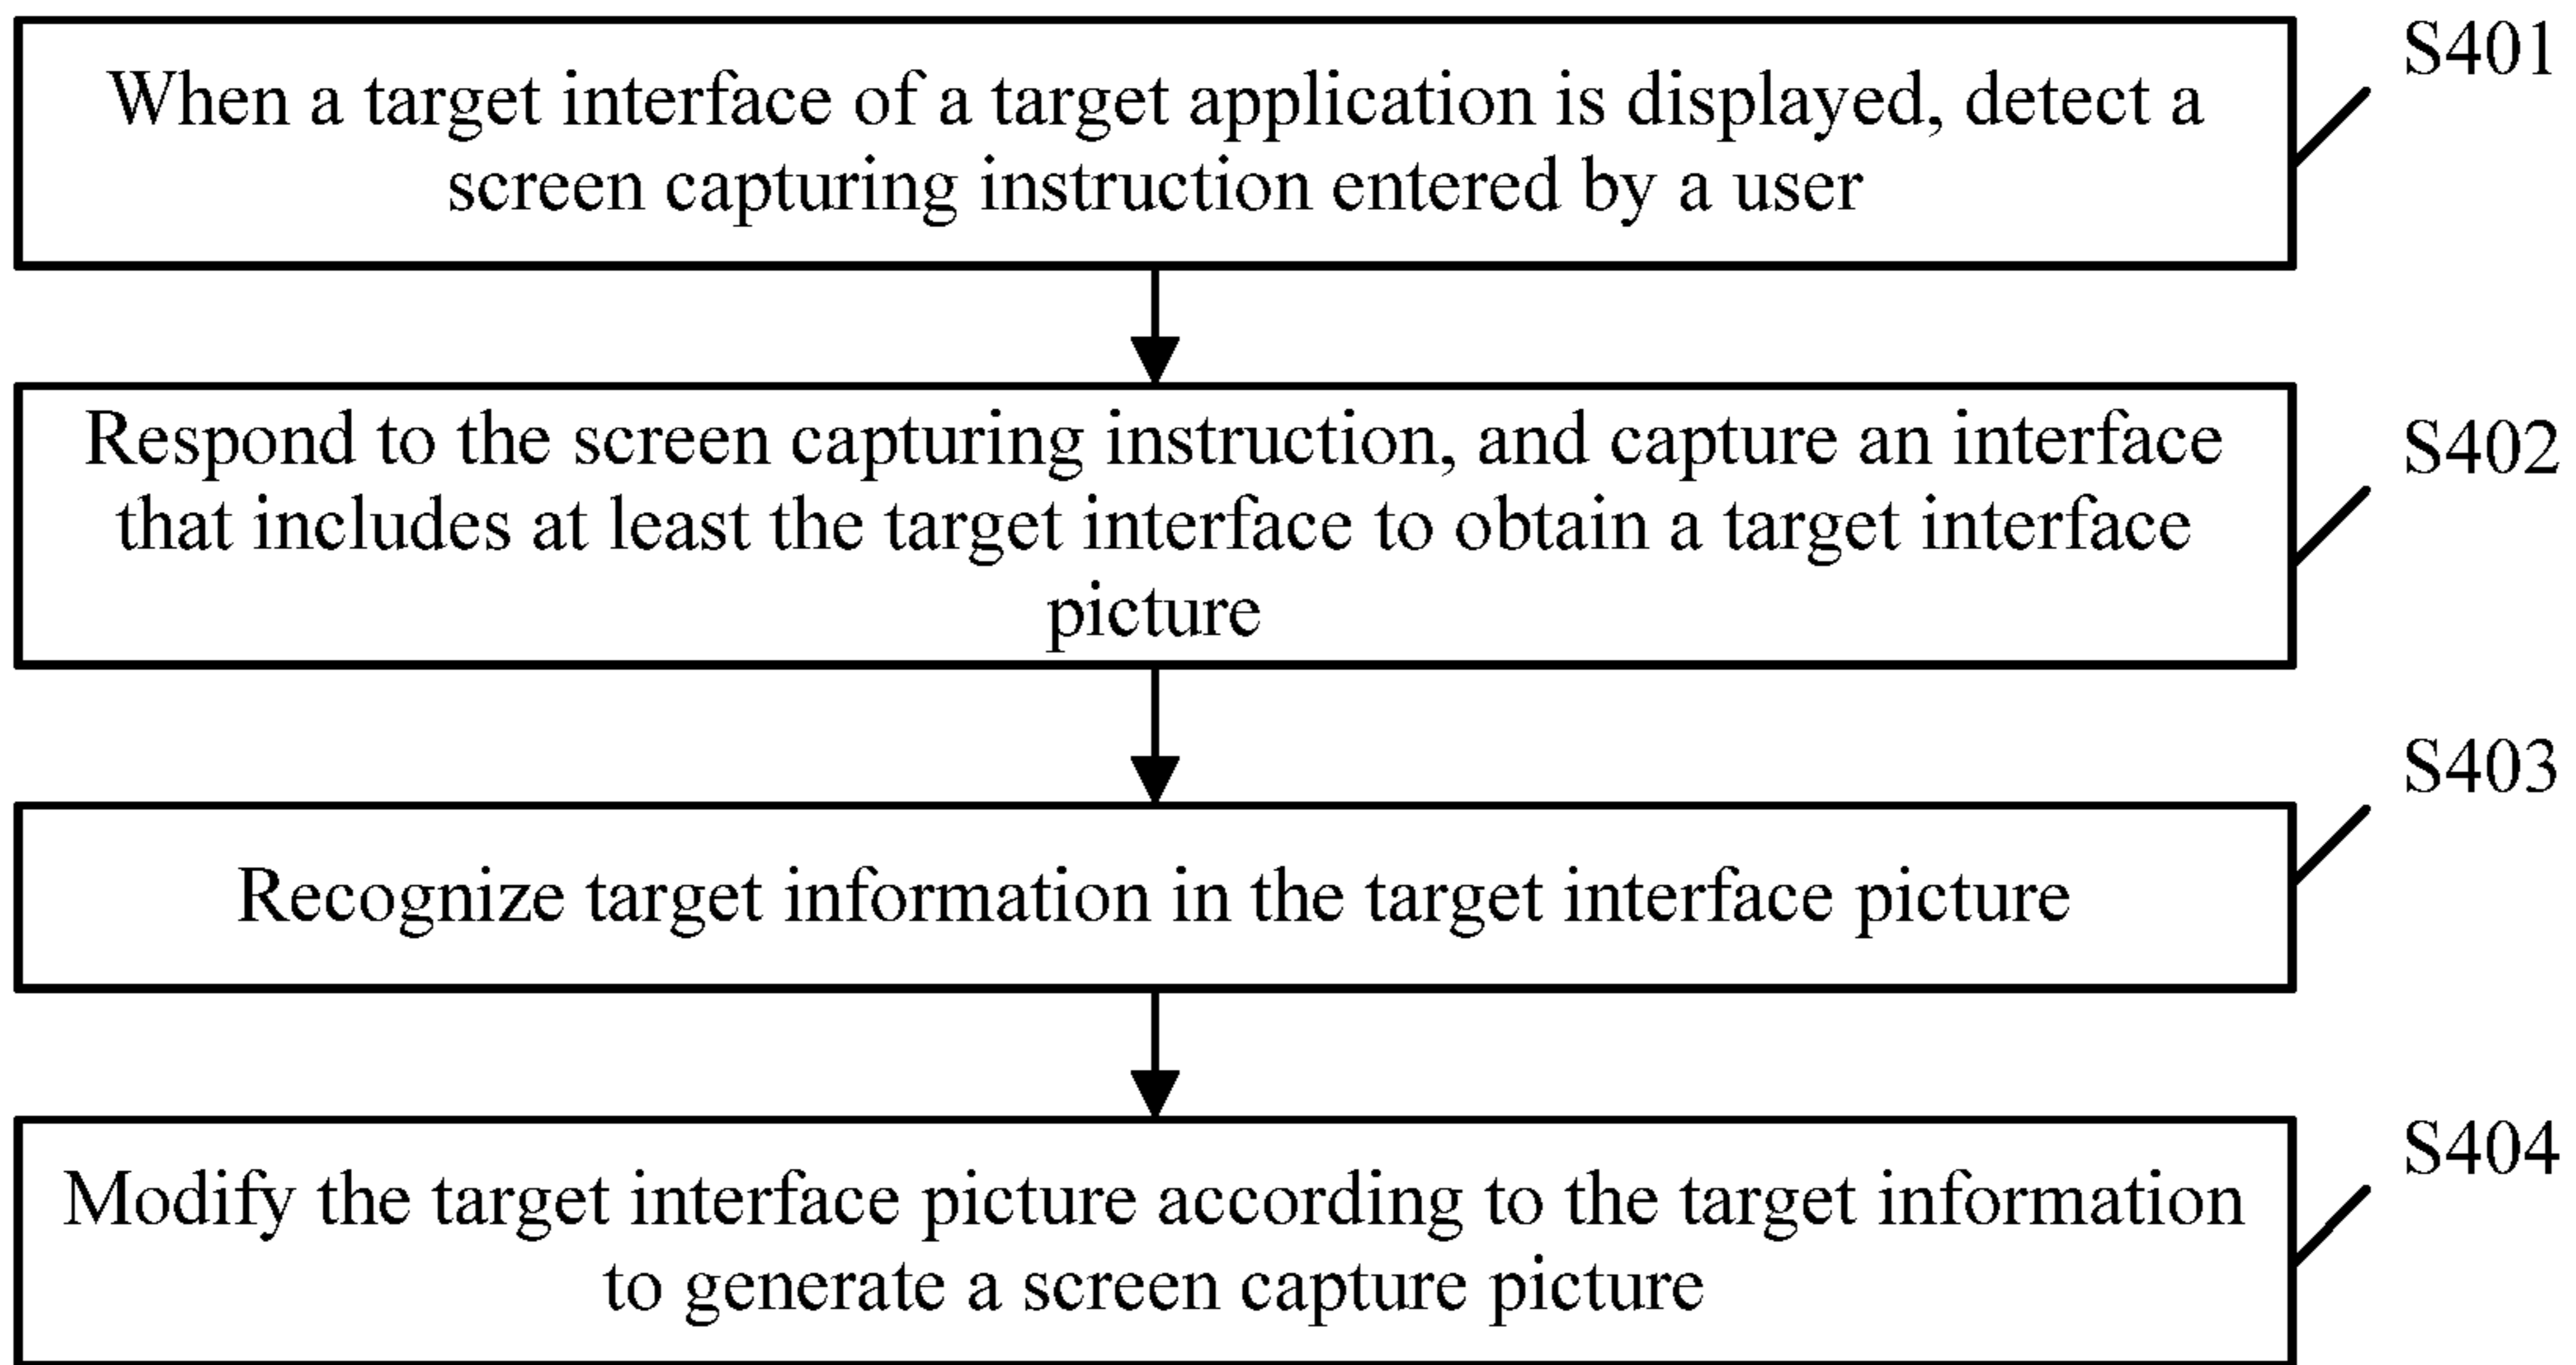 When a target interface of a target application is displayed, detect a
screen capturing instruction entered by a user
S401
Respond to the screen capturing instruction, and capture an interface
that includes at least the target interface to obtain a target interface
picture
S402
Recognize target information in the target interface picture
S403
Modify the target interface picture according to the target information
to generate a screen capture picture
S404